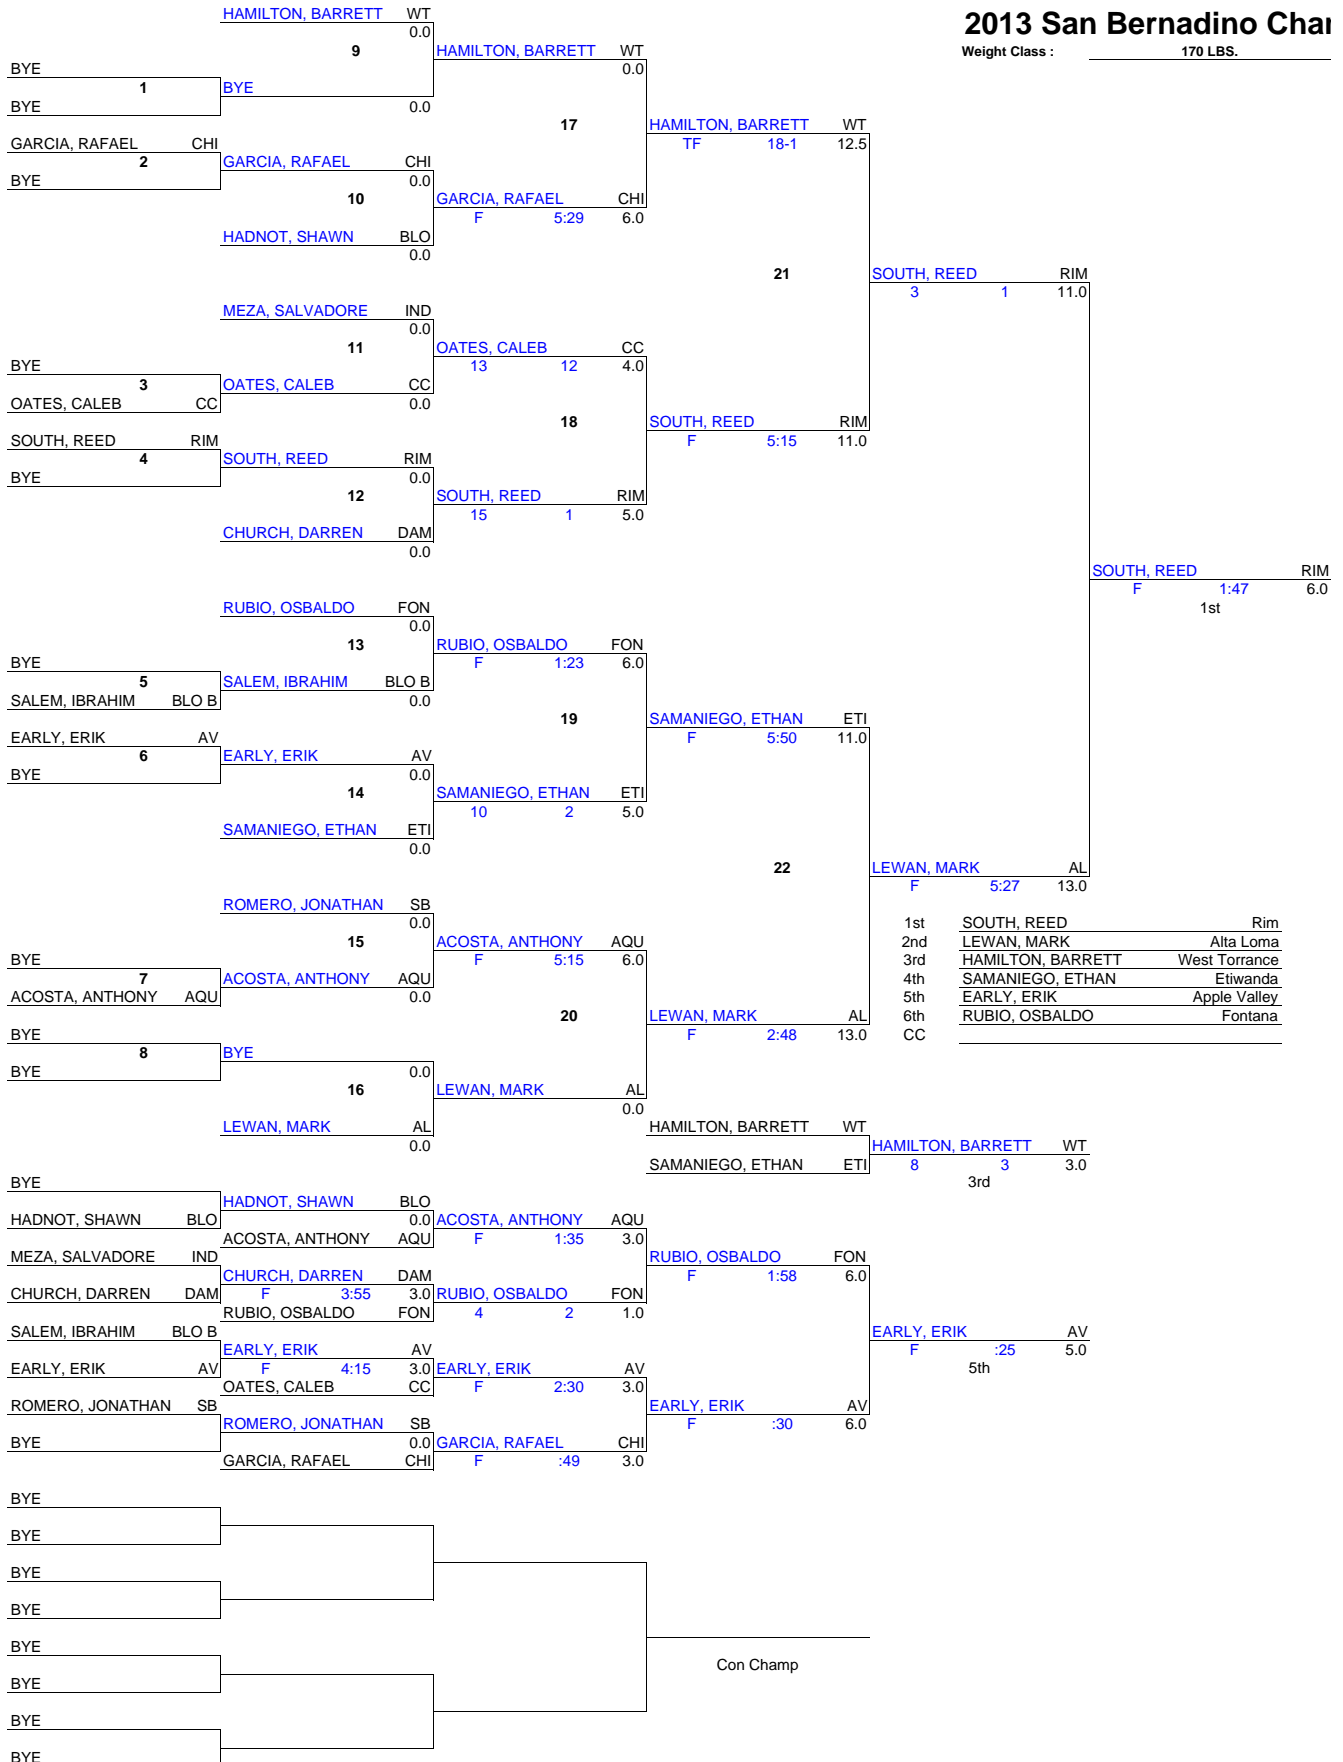 2013 San Bernadino Cha
Weight Class : 170 LBS.
HAMILTON, BARRETT WT
0.0
9
HAMILTON, BARRETT WT
0.0
BYE
1
BYE
BYE
0.0
17
HAMILTON, BARRETT WT
TF 18-1 12.5
GARCIA, RAFAEL CHI
2
BYE
GARCIA, RAFAEL CHI
0.0
10
GARCIA, RAFAEL CHI
F 5:29 6.0
HADNOT, SHAWN BLO
0.0
21
SOUTH, REED RIM
3 1 11.0
MEZA, SALVADORE IND
0.0
11
OATES, CALEB CC
13 12 4.0
BYE
3
OATES, CALEB CC
OATES, CALEB CC
0.0
18
SOUTH, REED RIM
F 5:15 11.0
SOUTH, REED RIM
4
BYE
SOUTH, REED RIM
0.0
12
SOUTH, REED RIM
15 1 5.0
CHURCH, DARREN DAM
0.0
SOUTH, REED RIM
F 1:47 6.0
1st
RUBIO, OSBALDO FON
0.0
13
RUBIO, OSBALDO FON
F 1:23 6.0
BYE
5
SALEM, IBRAHIM BLO B
SALEM, IBRAHIM BLO B
0.0
19
SAMANIEGO, ETHAN ETI
F 5:50 11.0
EARLY, ERIK AV
6
BYE
EARLY, ERIK AV
0.0
14
SAMANIEGO, ETHAN ETI
10 2 5.0
SAMANIEGO, ETHAN ETI
0.0
22
LEWAN, MARK AL
F 5:27 13.0
ROMERO, JONATHAN SB
0.0
15
ACOSTA, ANTHONY AQU
F 5:15 6.0
BYE
7
ACOSTA, ANTHONY AQU
ACOSTA, ANTHONY AQU
0.0
20
LEWAN, MARK AL
F 2:48 13.0
BYE
8
BYE
BYE
0.0
16
LEWAN, MARK AL
0.0
LEWAN, MARK AL
0.0
1st SOUTH, REED Rim
2nd LEWAN, MARK Alta Loma
3rd HAMILTON, BARRETT West Torrance
4th SAMANIEGO, ETHAN Etiwanda
5th EARLY, ERIK Apple Valley
6th RUBIO, OSBALDO Fontana
CC
HAMILTON, BARRETT WT
SAMANIEGO, ETHAN ETI
HAMILTON, BARRETT WT
8 3 3.0
3rd
BYE
HADNOT, SHAWN BLO
HADNOT, SHAWN BLO
0.0
ACOSTA, ANTHONY AQU
ACOSTA, ANTHONY AQU
F 1:35 3.0
MEZA, SALVADORE IND
CHURCH, DARREN DAM
CHURCH, DARREN DAM
F 3:55 3.0
RUBIO, OSBALDO FON
RUBIO, OSBALDO FON
4 2 1.0
RUBIO, OSBALDO FON
F 1:58 6.0
SALEM, IBRAHIM BLO B
EARLY, ERIK AV
EARLY, ERIK AV
F 4:15 3.0
OATES, CALEB CC
EARLY, ERIK AV
F 2:30 3.0
ROMERO, JONATHAN SB
BYE
ROMERO, JONATHAN SB
0.0
GARCIA, RAFAEL CHI
GARCIA, RAFAEL CHI
F :49 3.0
EARLY, ERIK AV
F :30 6.0
EARLY, ERIK AV
F :25 5.0
5th
BYE
BYE
BYE
BYE
BYE
BYE
BYE
BYE
Con Champ